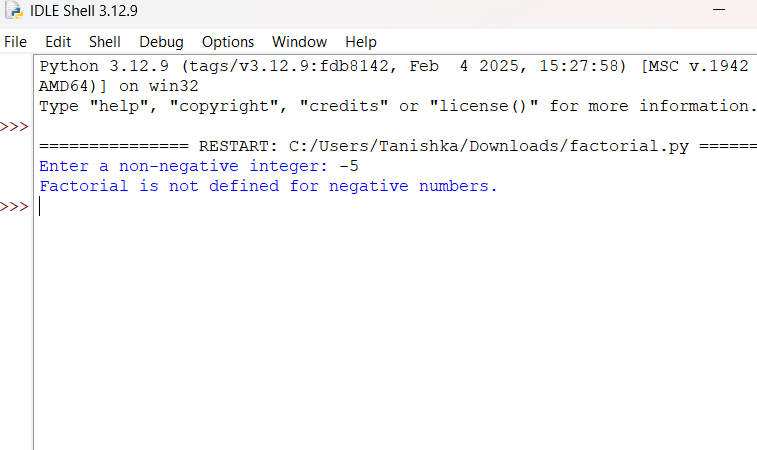 IDLE Shell 3.12.9
File Edit Shell Debug Options Window Help
Python 3.12.9 (tags/v3.12.9:fdb8142, Feb  4 2025, 15:27:58) [MSC v.1942
AMD64)] on win32
Type "help", "copyright", "credits" or "license()" for more information.
>>>
=============== RESTART: C:/Users/Tanishka/Downloads/factorial.py ======
Enter a non-negative integer: -5
Factorial is not defined for negative numbers.
>>>